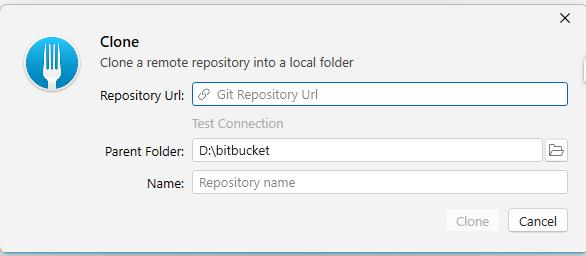 Clone
Clone a remote repository into a local folder
Repository Url: Git Repository Url
Test Connection
Parent Folder: D:\bitbucket
Name: Repository name
Clone Cancel